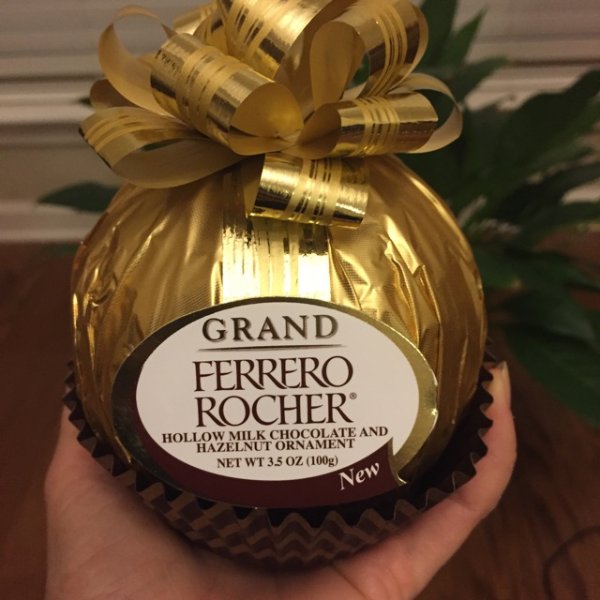 GRAND
FERRERO
ROCHER®
HOLLOW MILK CHOCOLATE AND
HAZELNUT ORNAMENT
NET WT 3.5 OZ (100g)
New